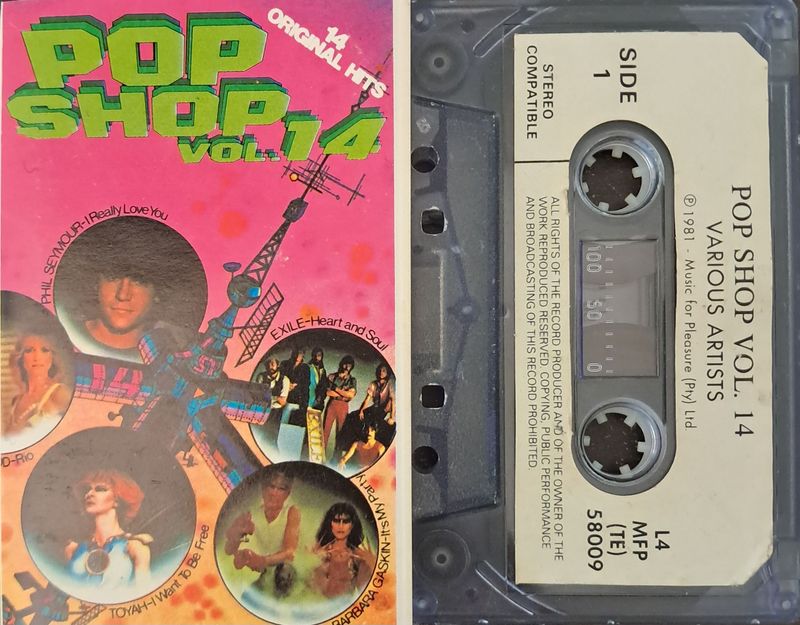 14
ORIGINAL HITS
POP
SHOP
VOL. 14
PHIL SEYMOUR-I Really Love You
EXILE-Heart and Soul
O-Rio
TOYAH-I Want To Be Free
BARBARA GASKIN-It's My Party
SIDE
1
STEREO
COMPATIBLE
POP SHOP VOL. 14
VARIOUS ARTISTS
℗ 1981 - Music for Pleasure (Pty) Ltd.
100 50 0
ALL RIGHTS OF THE RECORD PRODUCER AND OF THE OWNER OF THE
WORK REPRODUCED RESERVED. COPYING, PUBLIC PERFORMANCE
AND BROADCASTING OF THIS RECORD PROHIBITED.
L4
MFP
(TE)
58009